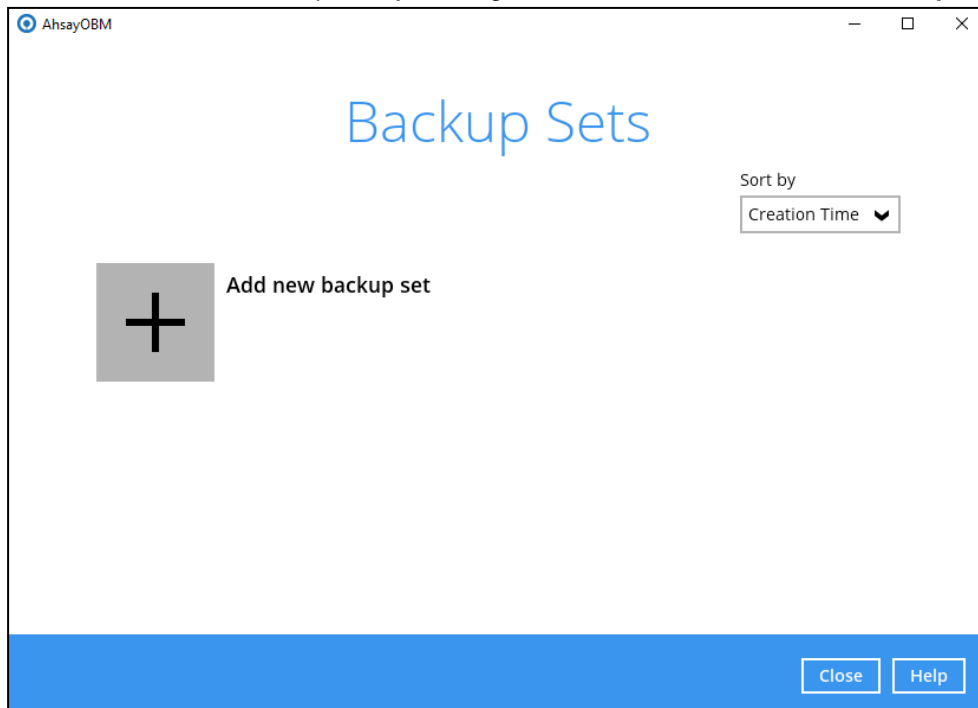 AhsayOBM
Backup Sets
Sort by
Creation Time
Add new backup set
Close
Help